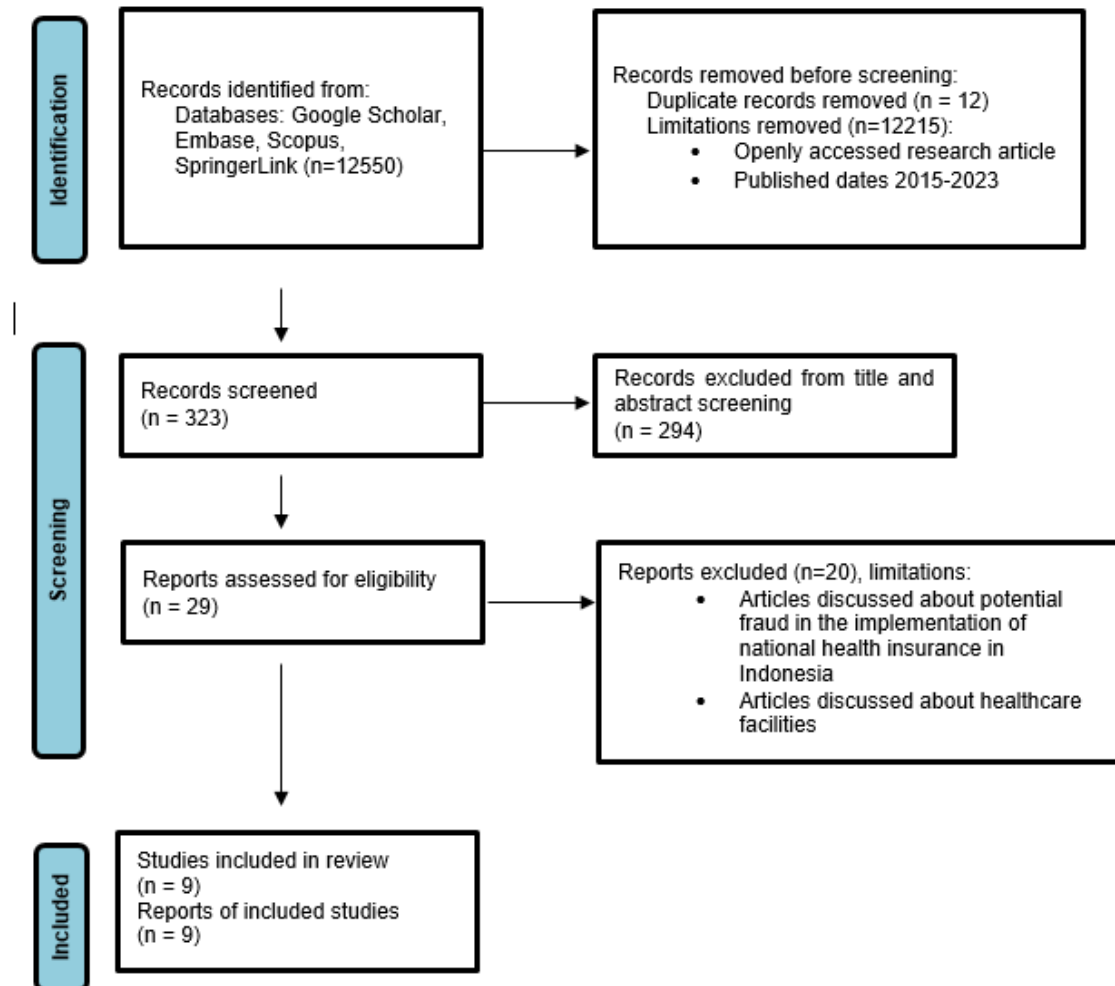 Identification
Records identified from:
Databases: Google Scholar,
Embase, Scopus,
SpringerLink (n=12550)
Records removed before screening:
Duplicate records removed (n = 12)
Limitations removed (n=12215):
• Openly accessed research article
• Published dates 2015-2023
Screening
Records screened
(n = 323)
Records excluded from title and
abstract screening
(n = 294)
Reports assessed for eligibility
(n = 29)
Reports excluded (n=20), limitations:
• Articles discussed about potential
fraud in the implementation of
national health insurance in
Indonesia
• Articles discussed about healthcare
facilities
Included
Studies included in review
(n = 9)
Reports of included studies
(n = 9)